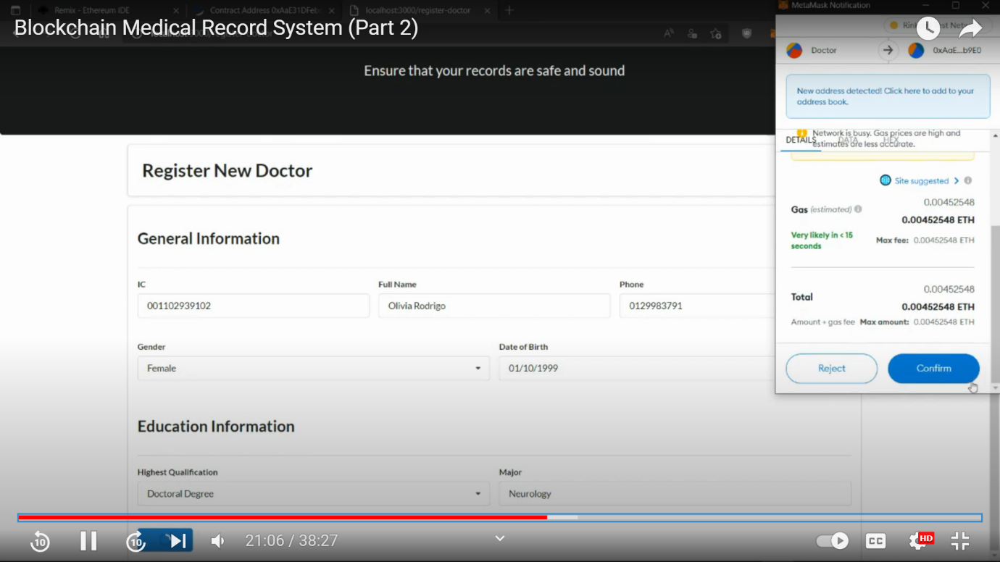 Remix - Ethereum IDE
Contract Address 0xAaE31DFeb
localhost:3000/register-doctor
MetaMask Notification
Blockchain Medical Record System (Part 2)
Doctor
0xAaE...b9E0
Ensure that your records are safe and sound
New address detected! Click here to add to your
address book.
Network is busy. Gas prices are high and
estimates are less accurate.
DETAILS
DATA
HEX
Register New Doctor
Site suggested
Gas (estimated)
0.00452548
0.00452548 ETH
Very likely in < 15
seconds
Max fee: 0.00452548 ETH
General Information
IC
Full Name
Phone
001102939102
Olivia Rodrigo
0129983791
Total
0.00452548
0.00452548 ETH
Amount + gas fee Max amount: 0.00452548 ETH
Gender
Date of Birth
Female
01/10/1999
Reject
Confirm
Education Information
Highest Qualification
Major
Doctoral Degree
Neurology
10
10
21:06 / 38:27
CC
HD